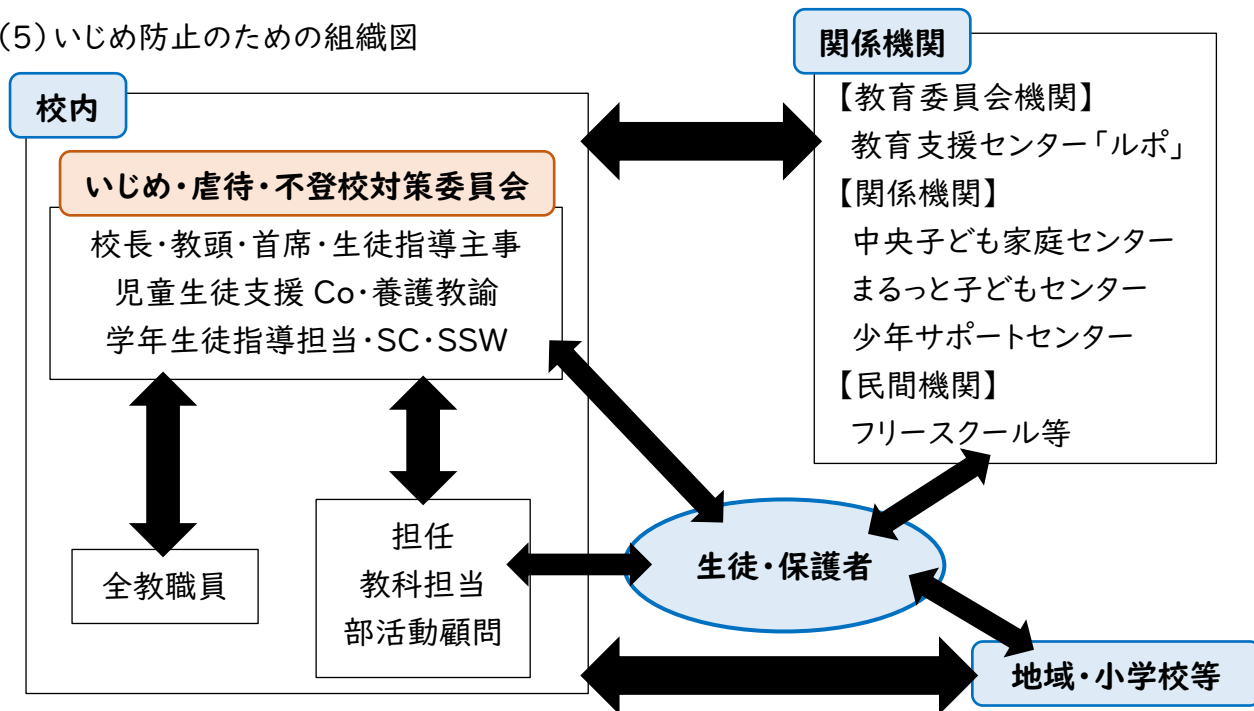 (5)いじめ防止のための組織図
校内
いじめ・虐待・不登校対策委員会
校長・教頭・首席・生徒指導主事
児童生徒支援 Co・養護教諭
学年生徒指導担当・SC・SSW
全教職員
担任
教科担当
部活動顧問
関係機関
【教育委員会機関】
教育支援センター「ルポ」
【関係機関】
中央子ども家庭センター
まるっと子どもセンター
少年サポートセンター
【民間機関】
フリースクール等
生徒・保護者
地域・小学校等